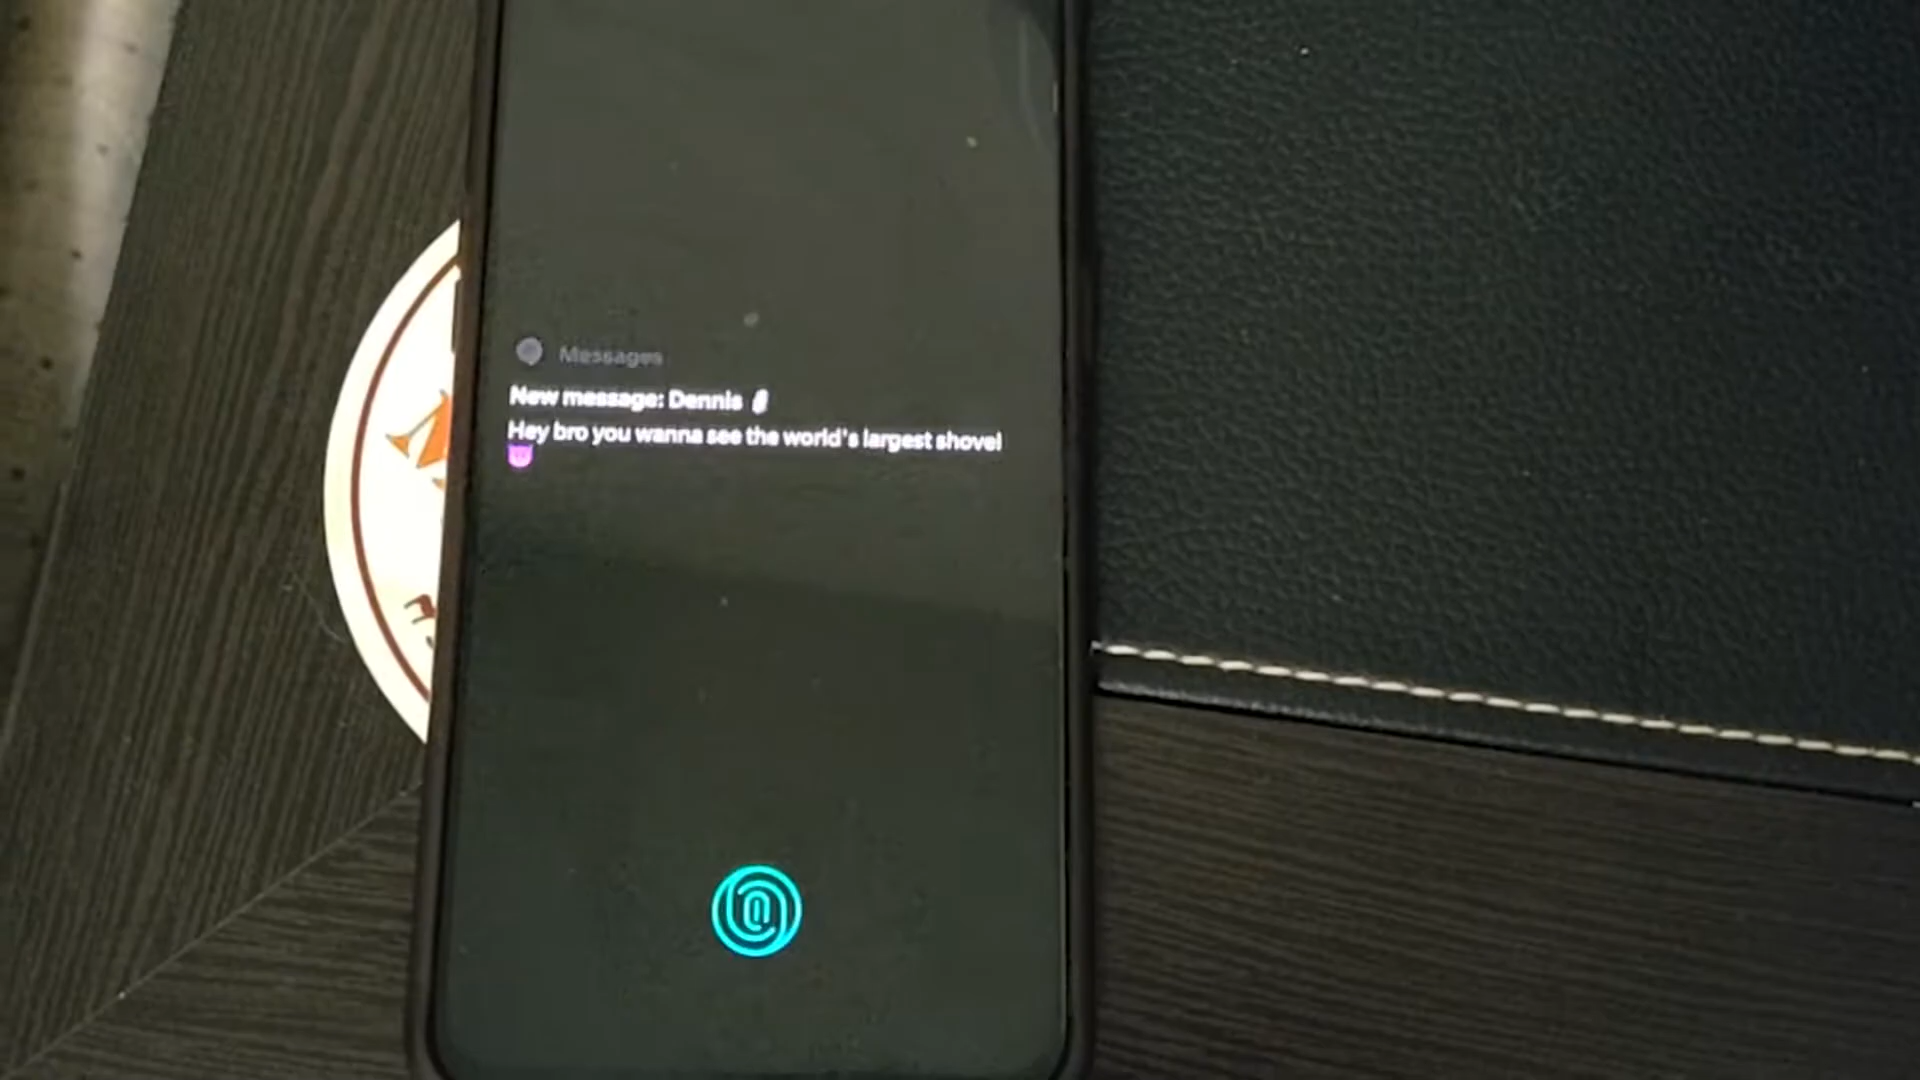 Messages
New message: Dennis
Hey bro you wanna see the world's largest shovel